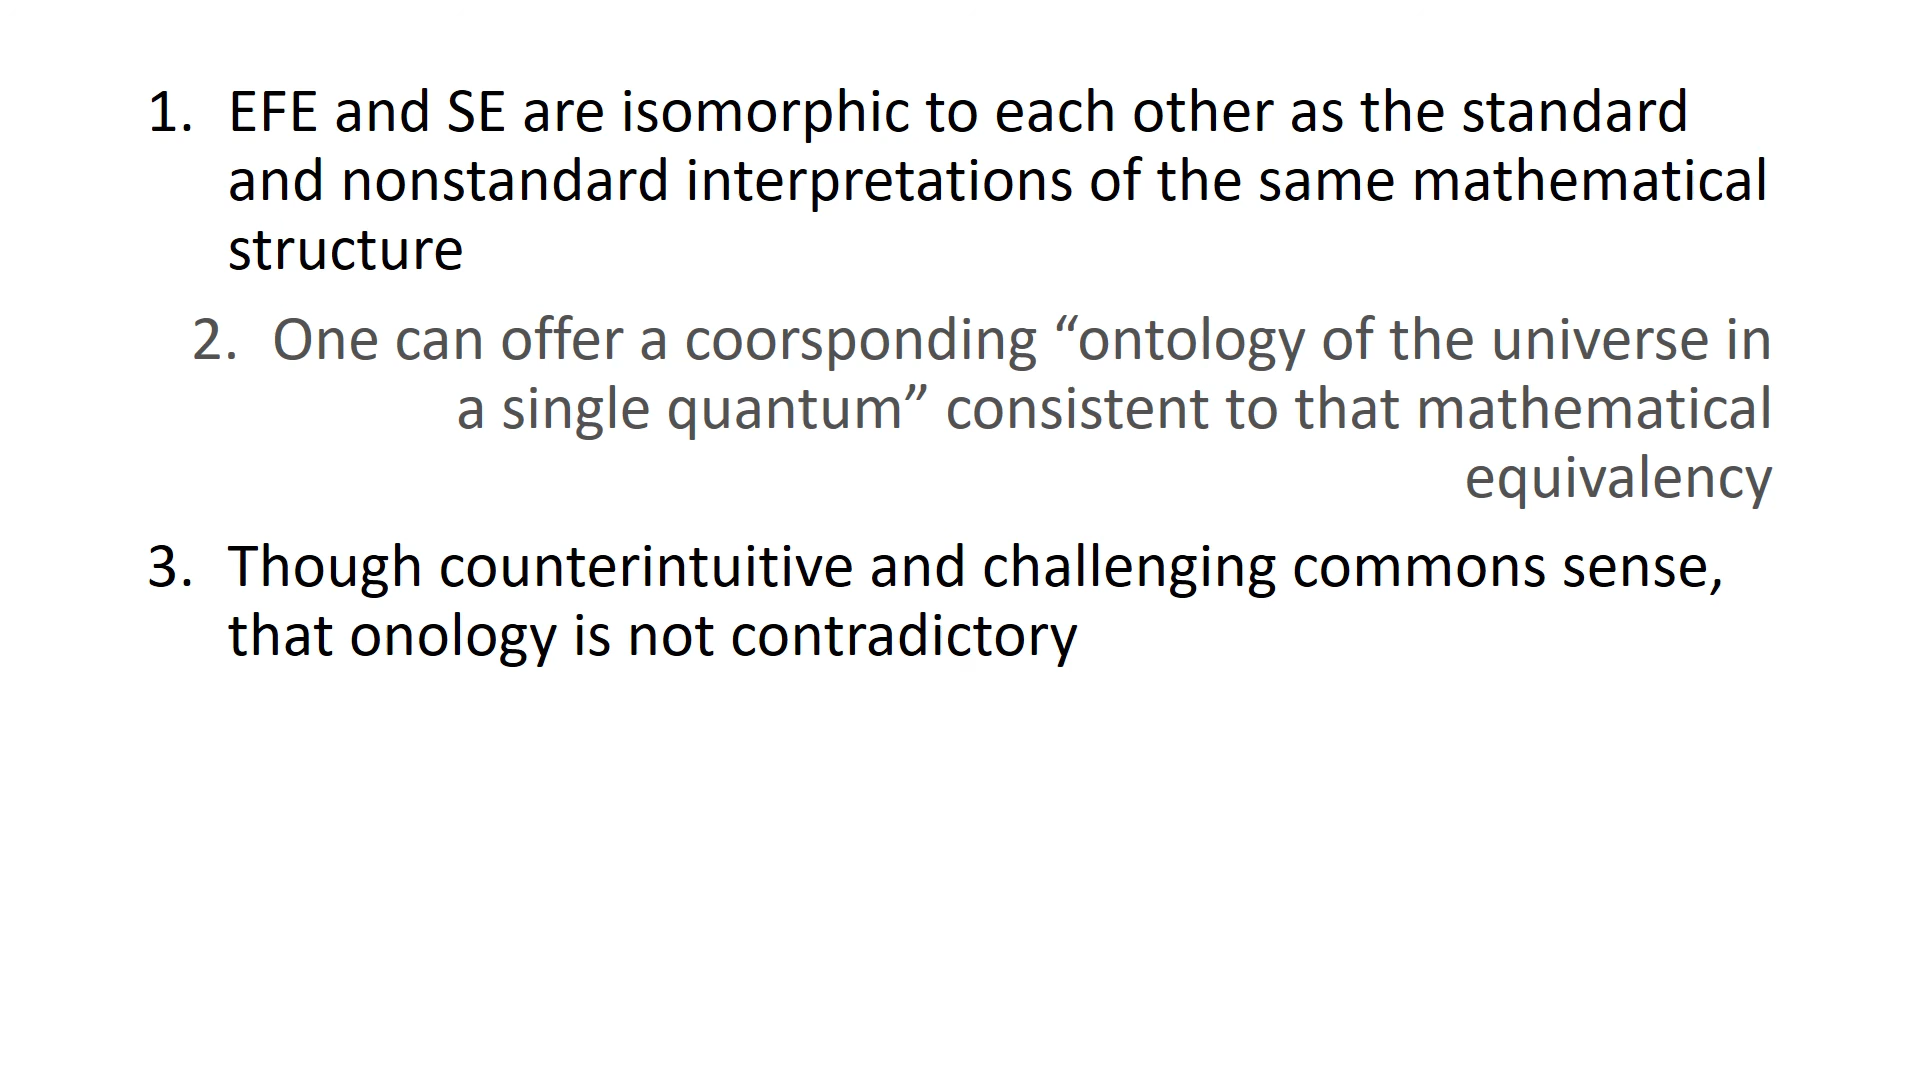 1. EFE and SE are isomorphic to each other as the standard
and nonstandard interpretations of the same mathematical
structure
2. One can offer a coorsponding “ontology of the universe in
a single quantum” consistent to that mathematical
equivalency
3. Though counterintuitive and challenging commons sense,
that onology is not contradictory